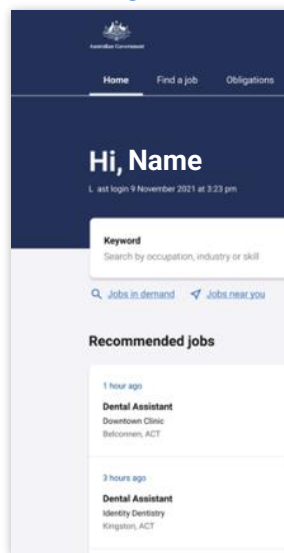 Australian Government
Home Find a job Obligations
Hi, Name
L ast login 9 November 2021 at 3:23 pm
Keyword
Search by occupation, industry or skill
Jobs in demand Jobs near you
Recommended jobs
1 hour ago
Dental Assistant
Downtown Clinic
Belconnen, ACT
3 hours ago
Dental Assistant
Identity Dentistry
Kingston, ACT